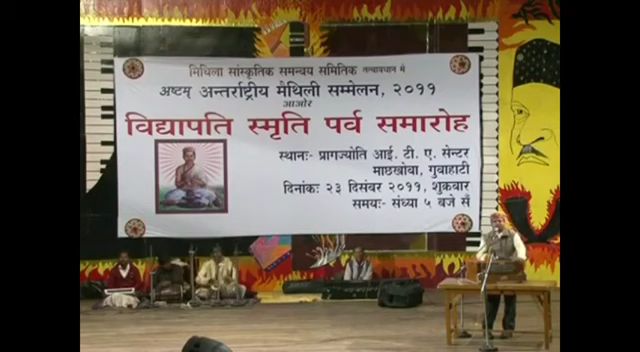 मिथिला सांस्कृतिक समन्वय समितिक तत्वावधान मे
अष्टम् अन्तर्राष्ट्रीय मैथिली सम्मेलन, २०११
आओर
विद्यापति स्मृति पर्व समारोह
स्थानः- प्रागज्योति आई. टी. ए. सेन्टर
माछखोवा, गुवाहाटी
दिनांकः २३ दिसंबर २०११, शुक्रवार
समयः- संध्या ५ बजे सँ